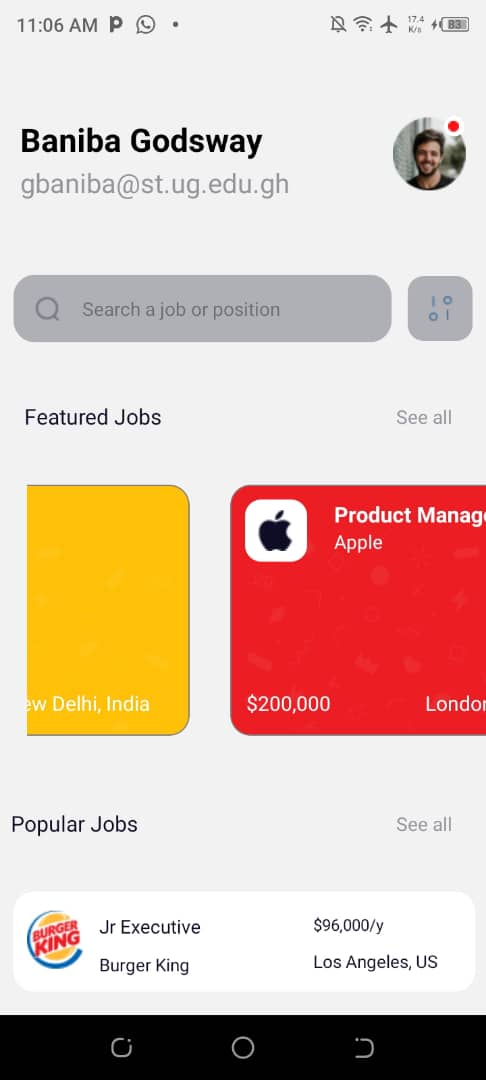 11:06 AM
17.4
K/s
83
Baniba Godsway
gbaniba@st.ug.edu.gh
Search a job or position
Featured Jobs
See all
Product Manag
Apple
ew Delhi, India
$200,000
Londo
Popular Jobs
See all
BURGER
KING
Jr Executive
$96,000/y
Burger King
Los Angeles, US